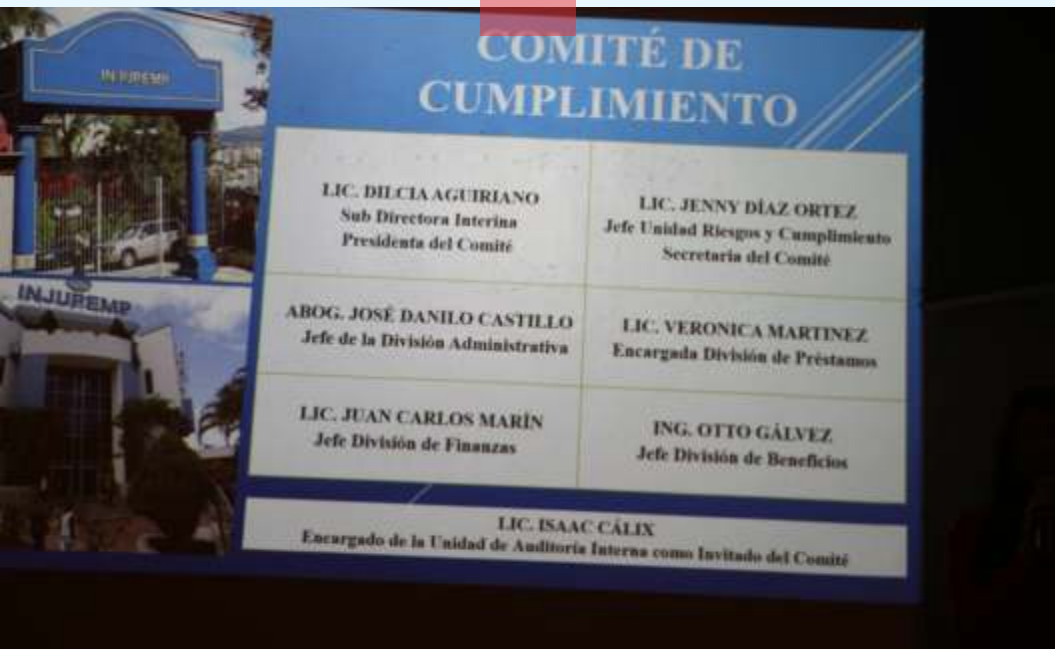 COMITÉ DE
CUMPLIMIENTO
INJUREMP
LIC. DILCIA AGUIRIANO
Sub Directora Interina
Presidenta del Comité
LIC. JENNY DÍAZ ORTEZ
Jefe Unidad Riesgos y Cumplimiento
Secretaria del Comité
INJUREMP
ABOG. JOSÉ DANILO CASTILLO
Jefe de la División Administrativa
LIC. VERONICA MARTINEZ
Encargada División de Préstamos
LIC. JUAN CARLOS MARÍN
Jefe División de Finanzas
ING. OTTO GÁLVEZ
Jefe División de Beneficios
LIC. ISAAC CÁLIX
Encargado de la Unidad de Auditoría Interna como Invitado del Comité